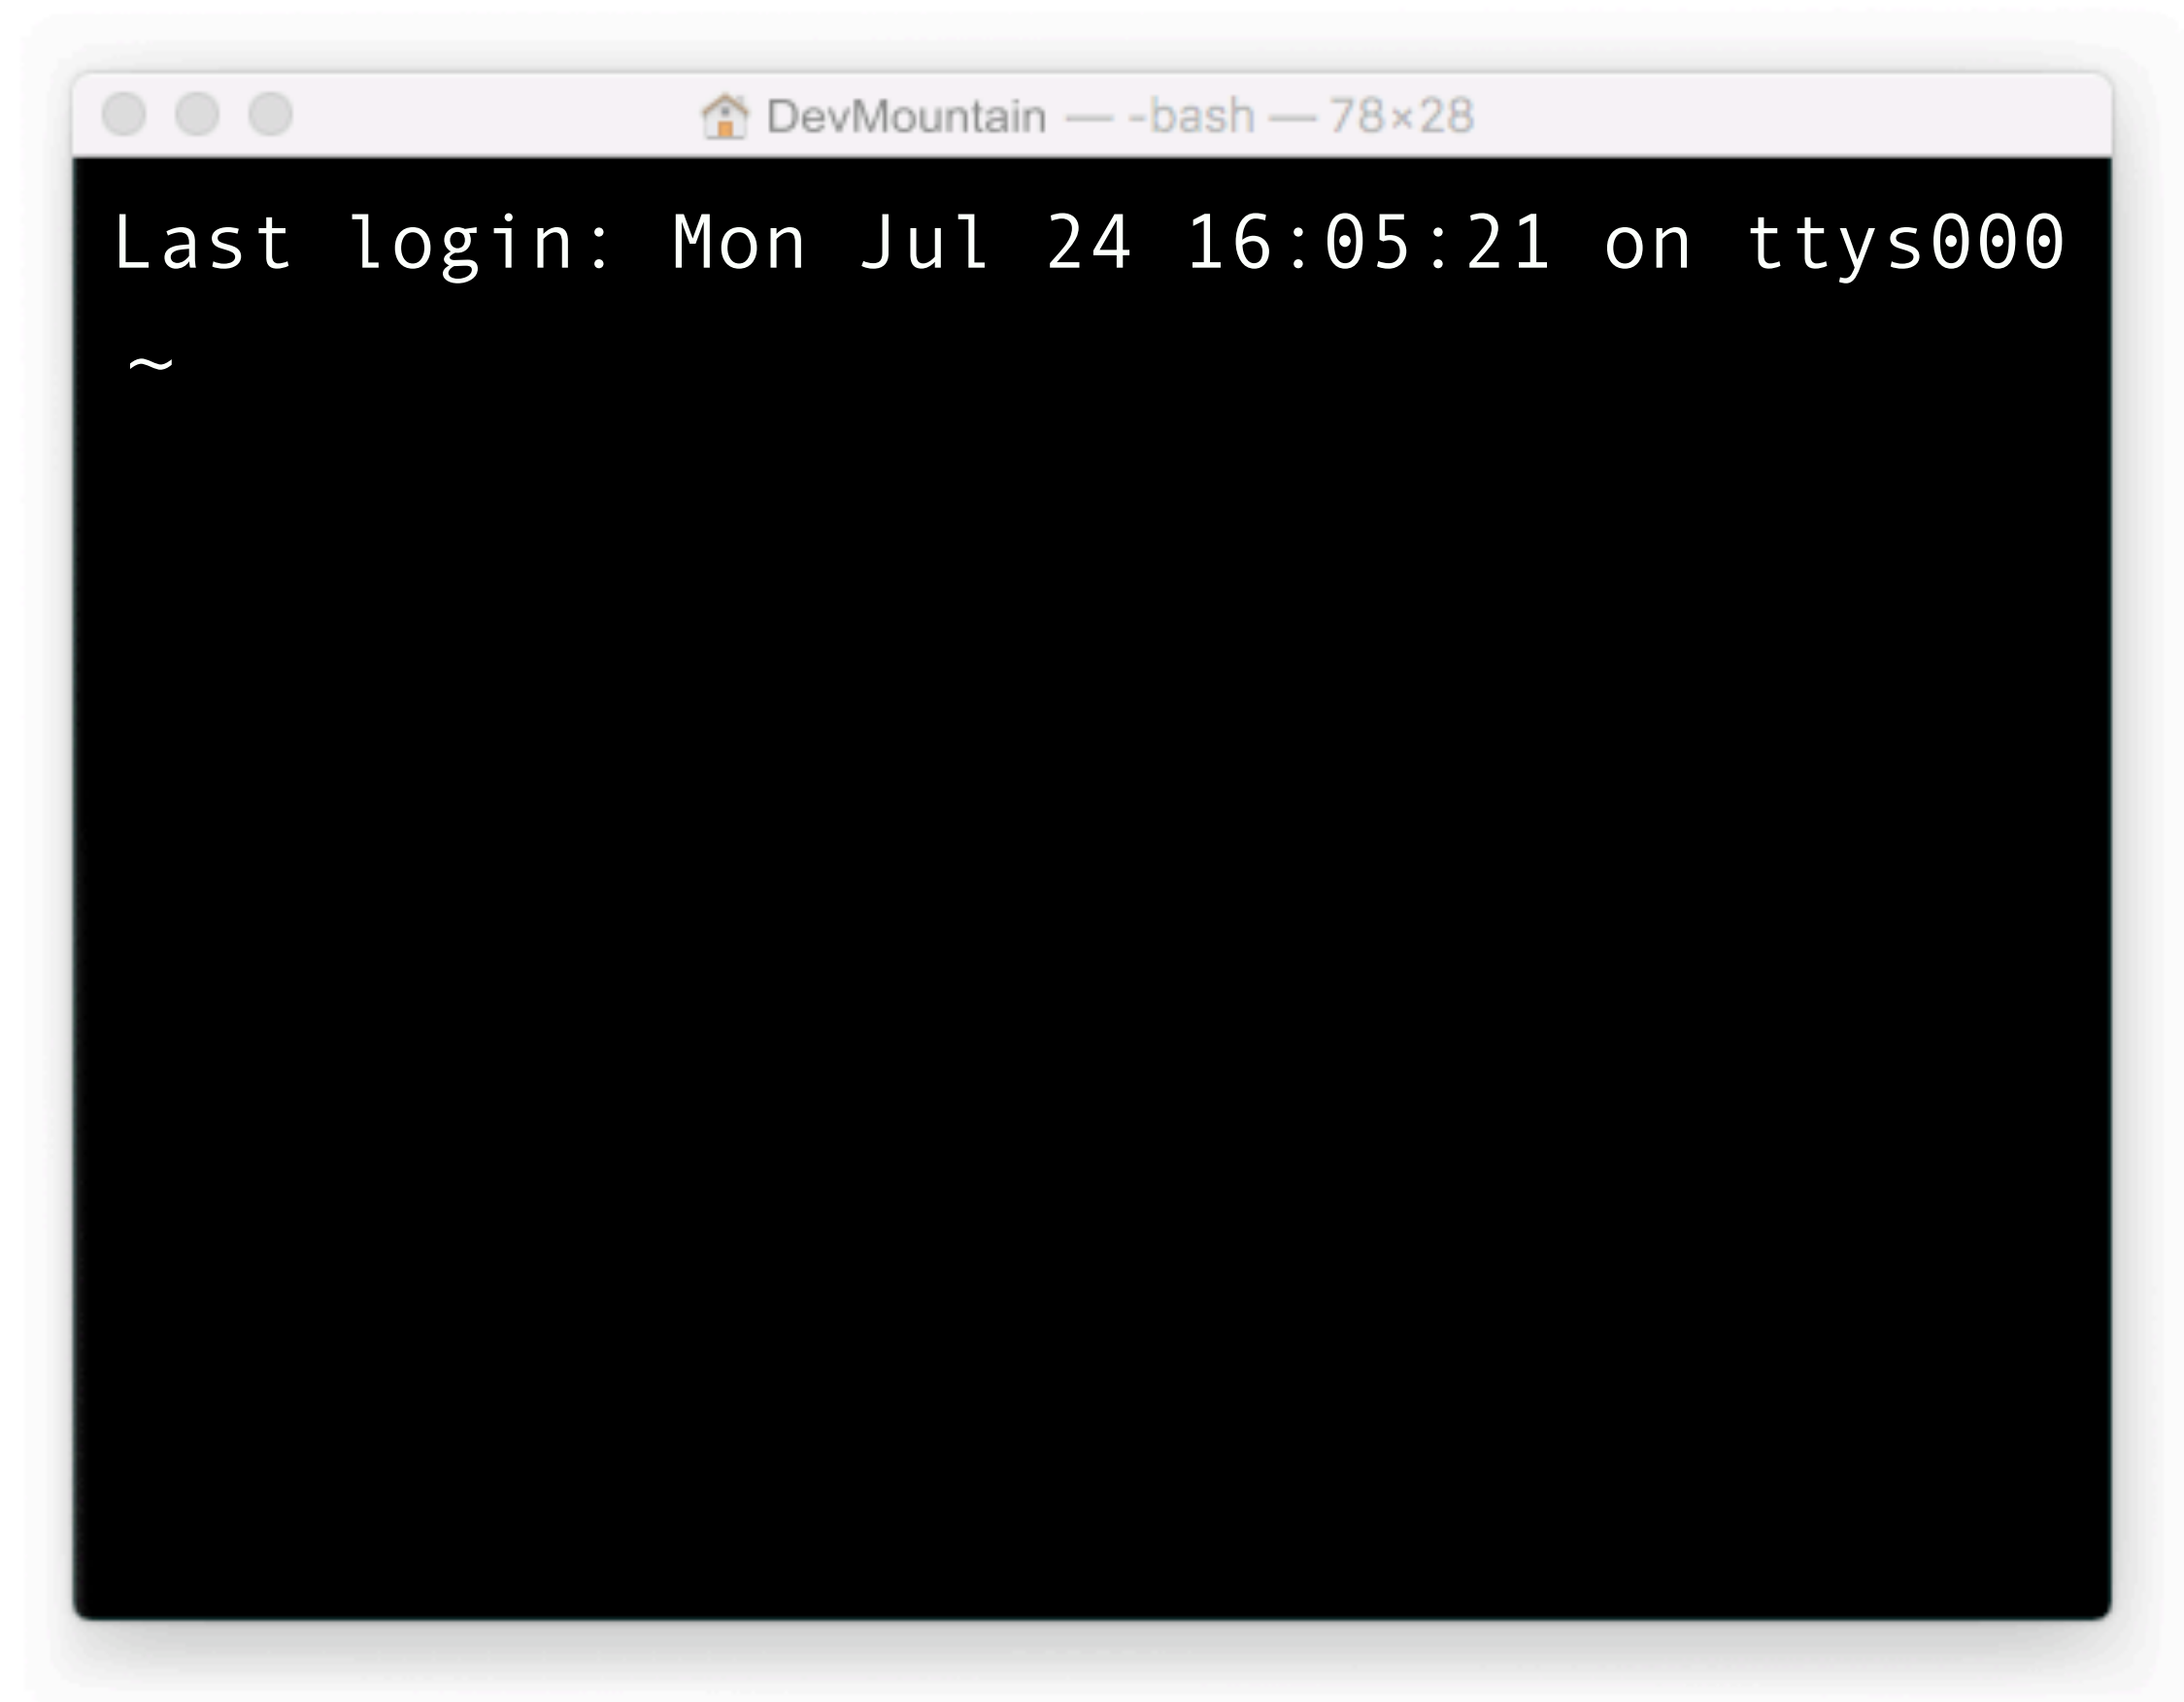 DevMountain — -bash — 78×28
Last login: Mon Jul 24 16:05:21 on ttys000
~